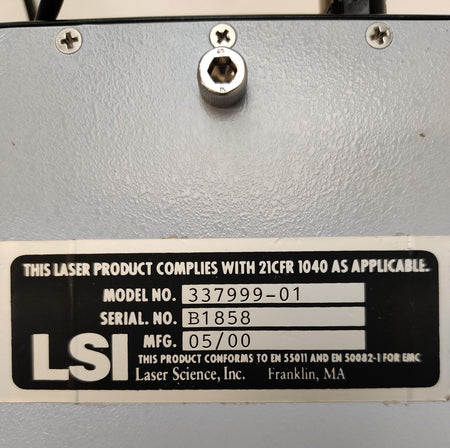 THIS LASER PRODUCT COMPLIES WITH 21CFR 1040 AS APPLICABLE.
MODEL NO. 337999-01
SERIAL. NO. B1858
MFG. 05/00
THIS PRODUCT CONFORMS TO EN 55011 AND EN 50082-1 FOR EMC
LSI Laser Science, Inc. Franklin, MA